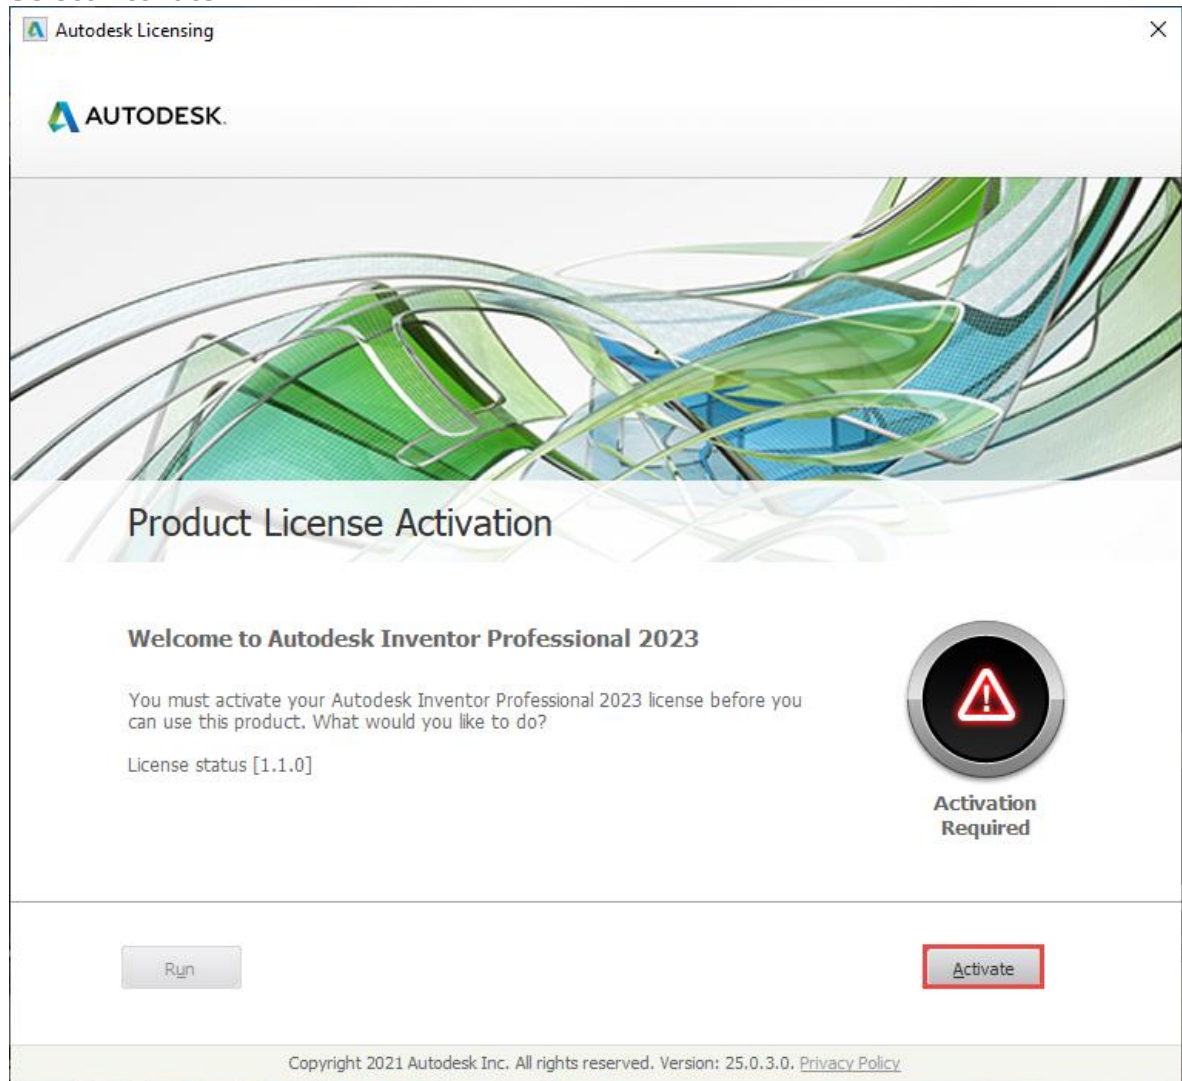 Autodesk Licensing
AUTODESK.
Product License Activation
Welcome to Autodesk Inventor Professional 2023
You must activate your Autodesk Inventor Professional 2023 license before you
can use this product. What would you like to do?
License status [1.1.0]
Activation
Required
Run
Activate
Copyright 2021 Autodesk Inc. All rights reserved. Version: 25.0.3.0. Privacy Policy